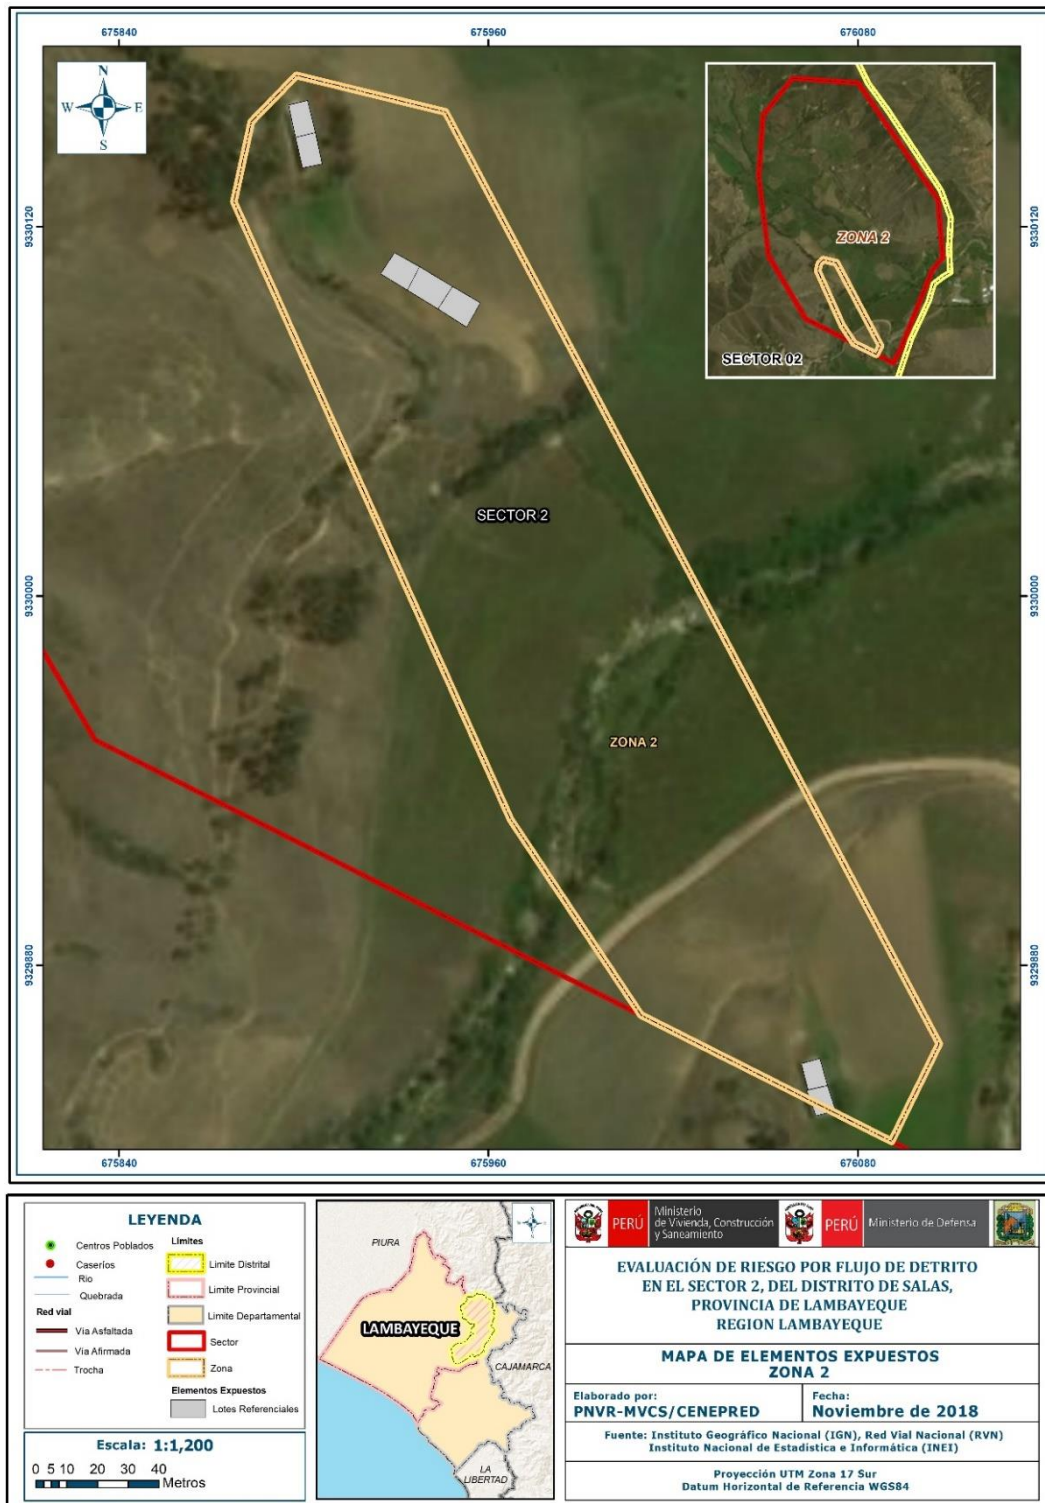 675840
675960
676080
N
W
E
S
ZONA 2
SECTOR 02
9330120
9330120
SECTOR 2
9330000
9330000
ZONA 2
9329880
9329880
675840
675960
676080
LEYENDA
Centros Poblados
Caseríos
Rio
Quebrada
Red vial
Via Asfaltada
Via Afirmada
Trocha
Límites
Limite Distrital
Limite Provincial
Limite Departamental
Sector
Zona
Elementos Expuestos
Lotes Referenciales
Escala: 1:1,200
0 5 10 20 30 40
Metros
PIURA
LAMBAYEQUE
CAJAMARCA
LA
LIBERTAD
PERÚ
Ministerio
de Vivienda, Construcción
y Saneamiento
PERÚ
Ministerio de Defensa
EVALUACIÓN DE RIESGO POR FLUJO DE DETRITO
EN EL SECTOR 2, DEL DISTRITO DE SALAS,
PROVINCIA DE LAMBAYEQUE
REGION LAMBAYEQUE
MAPA DE ELEMENTOS EXPUESTOS
ZONA 2
Elaborado por:
PNVR-MVCS/CENEPRED
Fecha:
Noviembre de 2018
Fuente: Instituto Geográfico Nacional (IGN), Red Vial Nacional (RVN)
Instituto Nacional de Estadística e Informática (INEI)
Proyección UTM Zona 17 Sur
Datum Horizontal de Referencia WGS84